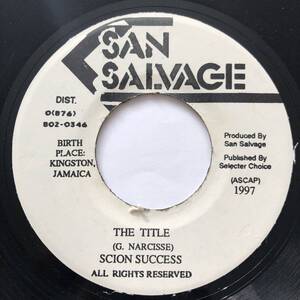 SAN
SALVAGE
DIST.
O(876)
802-0346
BIRTH
PLACE:
KINGSTON,
JAMAICA
Produced By
San Salvage
Published By
Selecter Choice
(ASCAP)
1997
THE TITLE
(G. NARCISSE)
SCION SUCCESS
ALL RIGHTS RESERVED